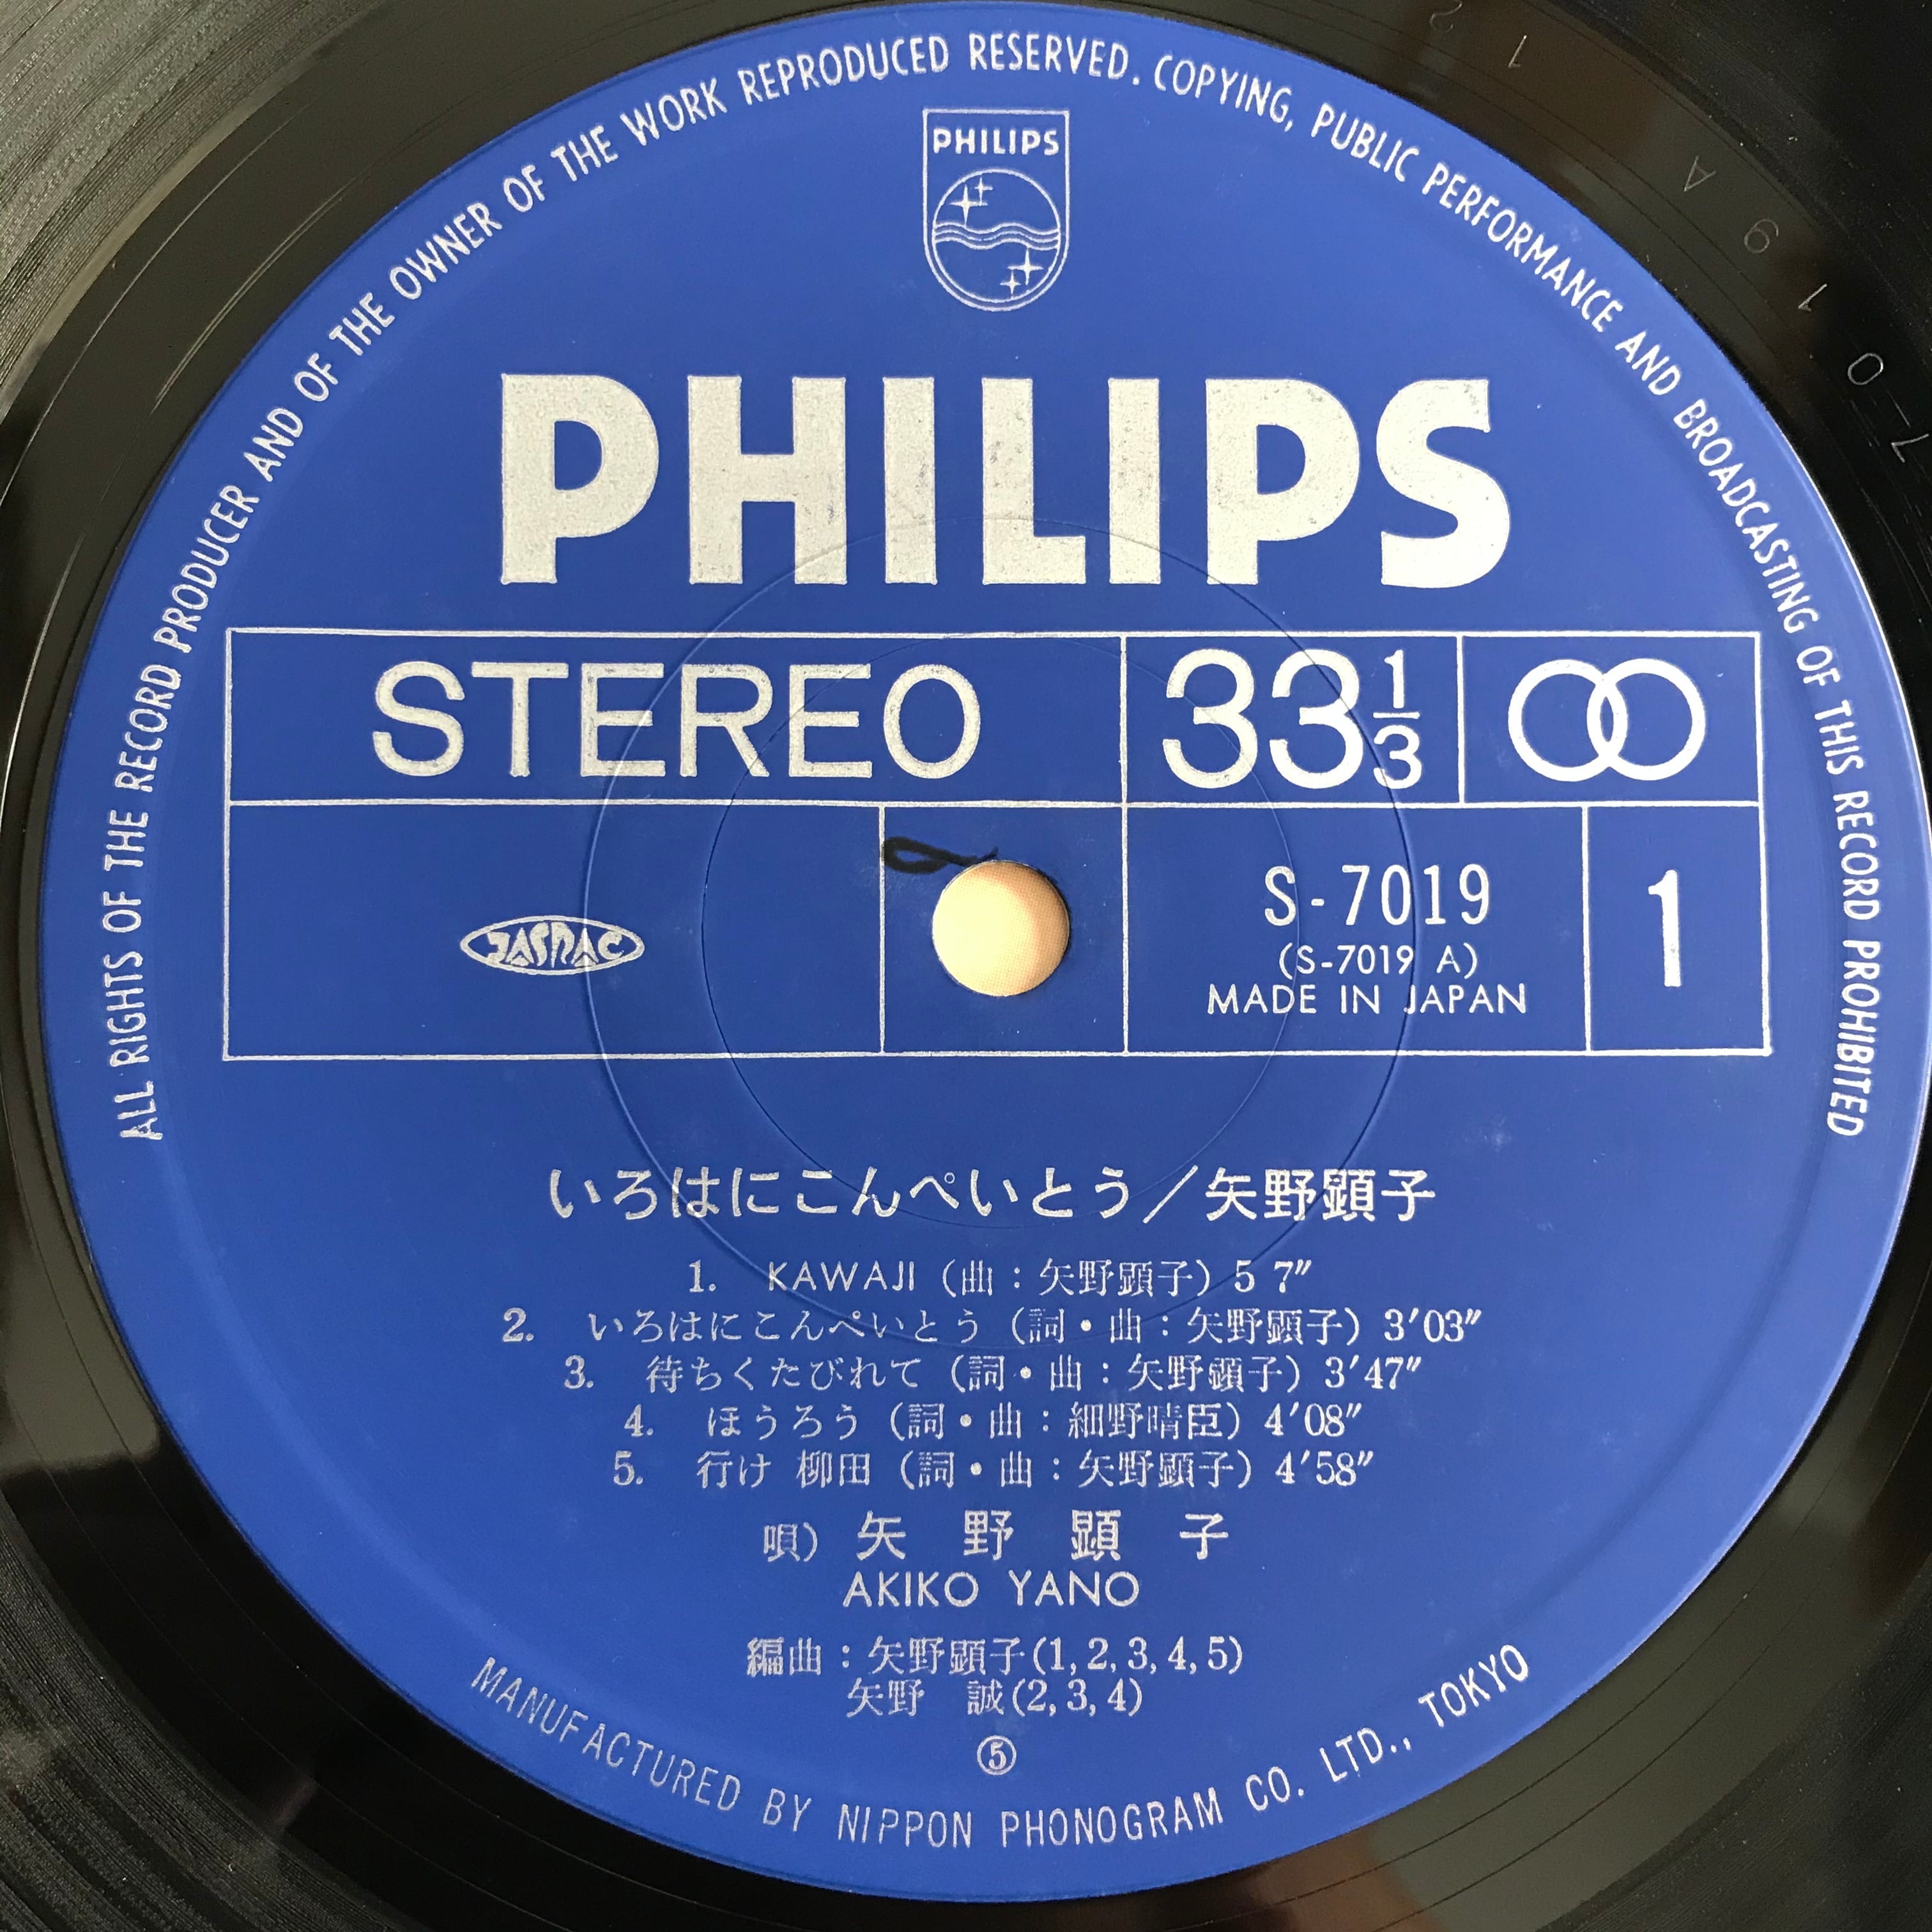 ALL RIGHTS OF THE RECORD PRODUCER AND OF THE OWNER OF THE WORK REPRODUCED RESERVED. COPYING, PUBLIC PERFORMANCE AND BROADCASTING OF THIS RECORD PROHIBITED
PHILIPS
PHILIPS
STEREO
33 1/3
JASRAC
S-7019
(S-7019 A)
MADE IN JAPAN
1
いろはにこんぺいとう/矢野顕子
1. KAWAJI (曲:矢野顕子) 5 7″
2. いろはにこんぺいとう (詞・曲:矢野顕子) 3′03″
3. 待ちくたびれて (詞・曲:矢野顕子) 3′47″
4. ほうろう (詞・曲:細野晴臣) 4′08″
5. 行け 柳田 (詞・曲:矢野顕子) 4′58″
唄) 矢野顕子
AKIKO YANO
編曲:矢野顕子(1,2,3,4,5)
矢野 誠(2,3,4)
⑤
MANUFACTURED BY NIPPON PHONOGRAM CO. LTD., TOKYO